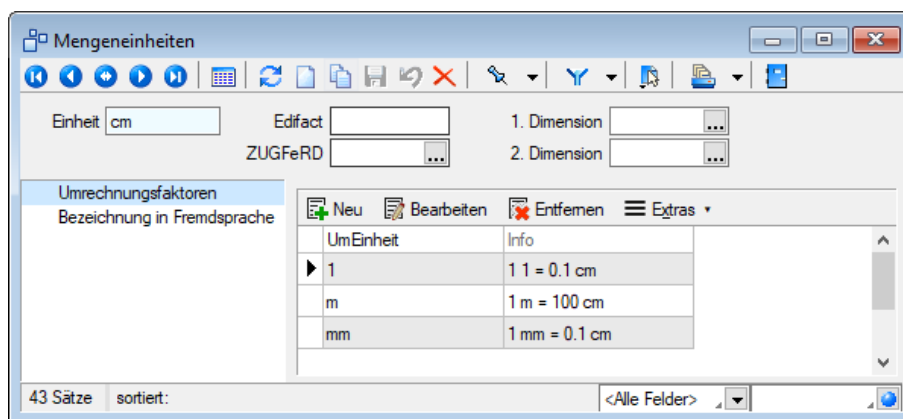 Mengeneinheiten
Einheit cm Edifact 1. Dimension ...
ZUGFeRD ... 2. Dimension ...
Umrechnungsfaktoren
Bezeichnung in Fremdsprache
Neu Bearbeiten Entfernen Extras
UmEinheit Info
1 1 1 = 0.1 cm
m 1 m = 100 cm
mm 1 mm = 0.1 cm
43 Sätze sortiert: <Alle Felder>